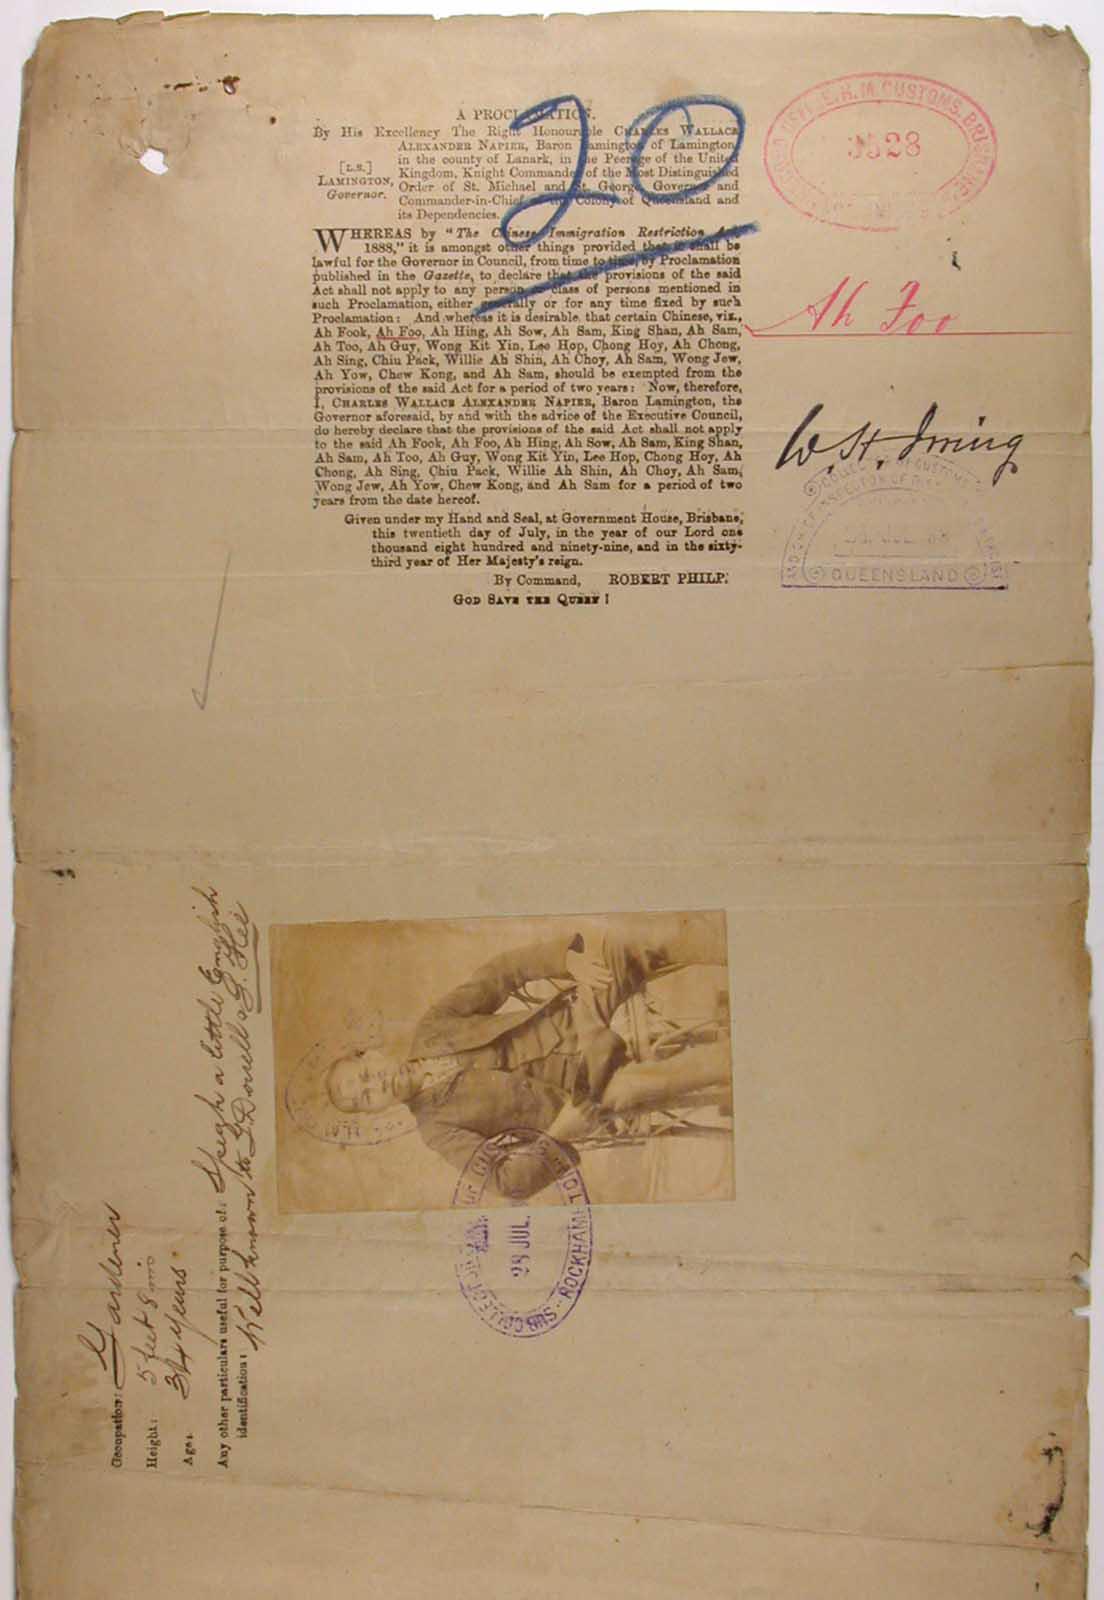 A PROCLAMATION.
By His Excellency The Right Honourable CHARLES WALLACE
ALEXANDER NAPIER, Baron Lamington, of Lamington
in the county of Lanark, in the Peerage of the United
Kingdom, Knight Commander of the Most Distinguished
Order of St. Michael and St. George, Governor and
Commander-in-Chief of the Colony of Queensland and
its Dependencies.
[L.S.]
LAMINGTON,
Governor.
WHEREAS by "The Chinese Immigration Restriction Act,
1888," it is amongst other things provided that it shall be
lawful for the Governor in Council, from time to time, by Proclamation
published in the Gazette, to declare that the provisions of the said
Act shall not apply to any person or class of persons mentioned in
such Proclamation, either generally or for any time fixed by such
Proclamation: And whereas it is desirable that certain Chinese, viz.,
Ah Fook, Ah Foo, Ah Hing, Ah Sow, Ah Sam, King Shan, Ah Sam,
Ah Too, Ah Guy, Wong Kit Yin, Lee Hop, Chong Hoy, Ah Chong,
Ah Sing, Chiu Pack, Willie Ah Shin, Ah Choy, Ah Sam, Wong Jew,
Ah Yow, Chew Kong, and Ah Sam, should be exempted from the
provisions of the said Act for a period of two years: Now, therefore,
I, CHARLES WALLACE ALEXANDER NAPIER, Baron Lamington, the
Governor aforesaid, by and with the advice of the Executive Council,
do hereby declare that the provisions of the said Act shall not apply
to the said Ah Fook, Ah Foo, Ah Hing, Ah Sow, Ah Sam, King Shan,
Ah Sam, Ah Too, Ah Guy, Wong Kit Yin, Lee Hop, Chong Hoy, Ah
Chong, Ah Sing, Chiu Pack, Willie Ah Shin, Ah Choy, Ah Sam,
Wong Jew, Ah Yow, Chew Kong, and Ah Sam for a period of two
years from the date hereof.
Given under my Hand and Seal, at Government House, Brisbane,
this twentieth day of July, in the year of our Lord one
thousand eight hundred and ninety-nine, and in the sixty-
third year of Her Majesty's reign.
By Command, ROBERT PHILP.
GOD SAVE THE QUEEN!
20
H.M. CUSTOMS, BRISBANE
Ah Foo
W. H. Irving
COLLECTOR OF CUSTOMS
QUEENSLAND
Occupation: Gardener
Height: 5 feet 8 ins
Age: 34 years.
Any other particulars useful for purpose of Speak a little English
identification: Well known to
SUB COLLECTOR OF CUSTOMS
28 JUL.
ROCKHAMPTON